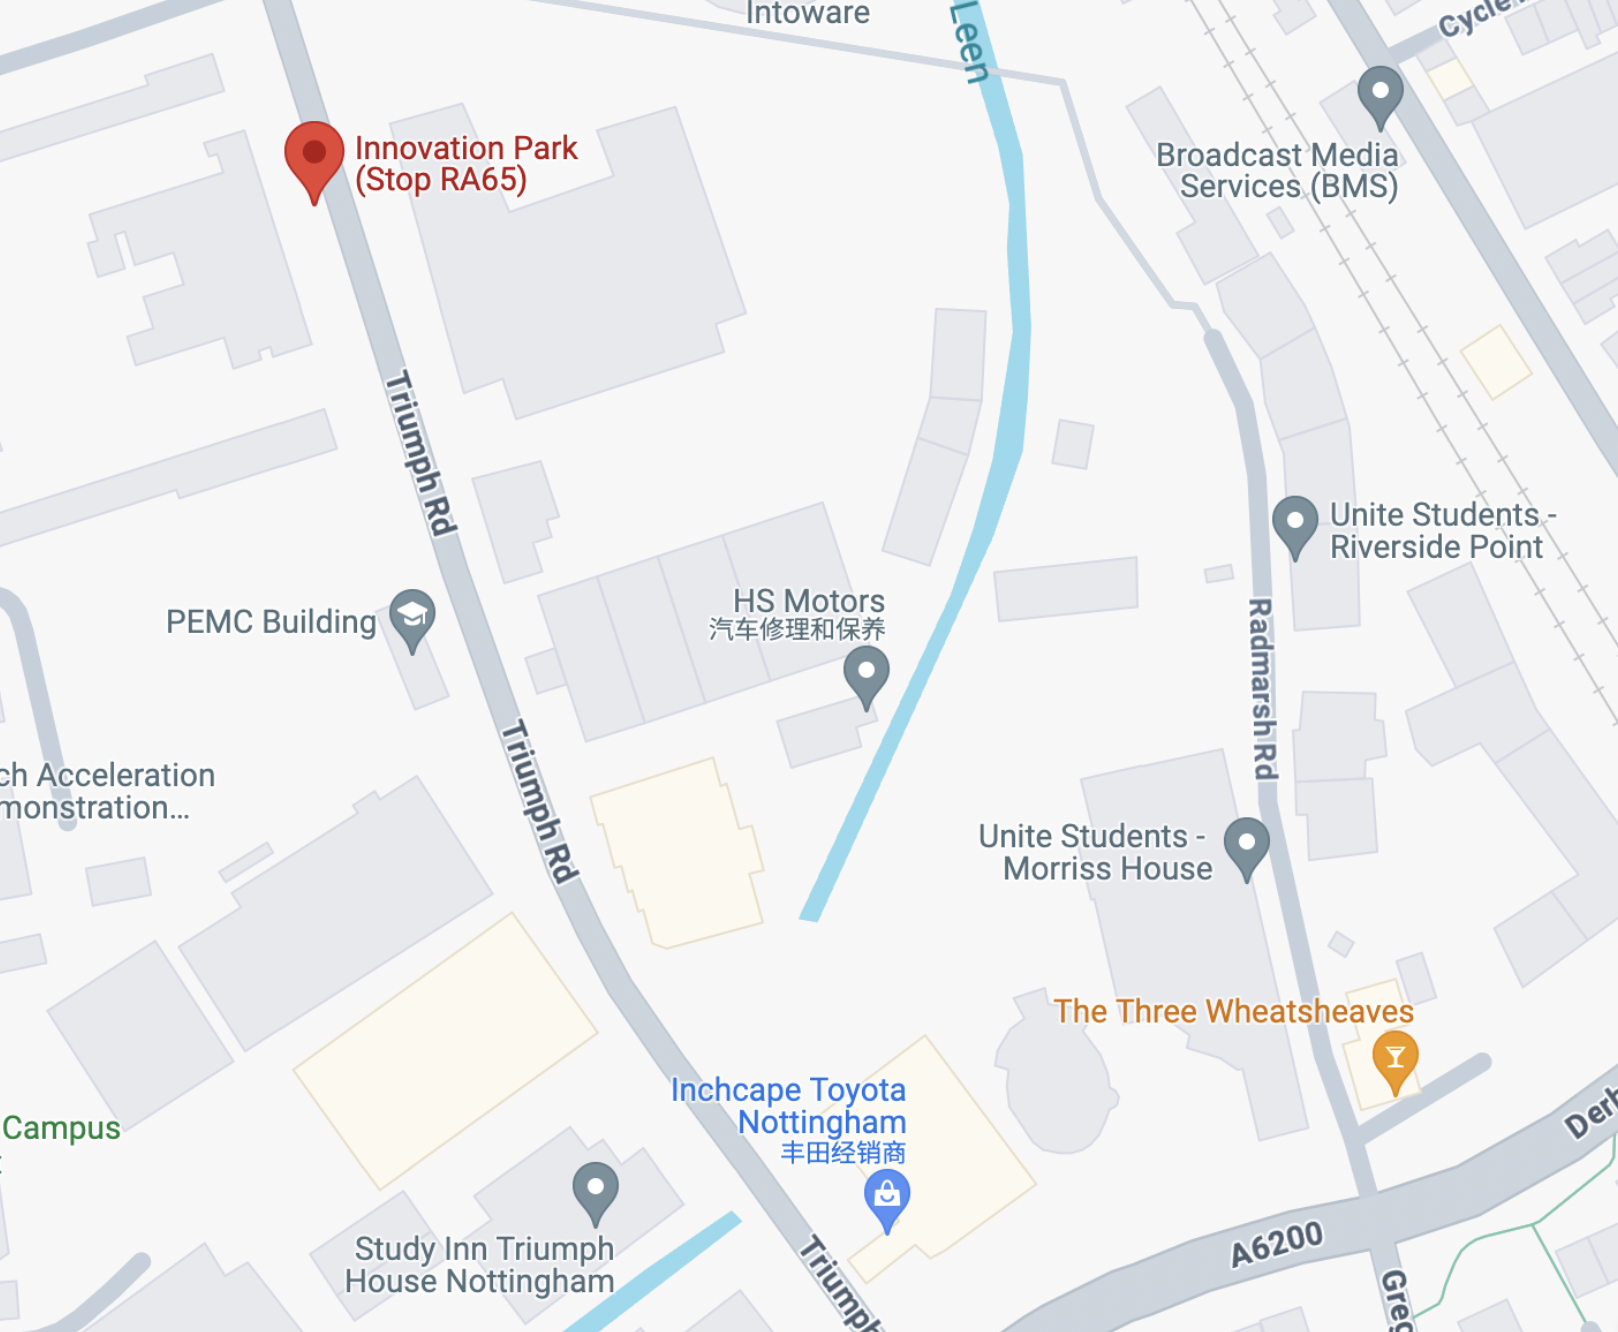 Intoware
Leen
Cycle
Innovation Park
(Stop RA65)
Broadcast Media
Services (BMS)
Triumph Rd
Unite Students -
Riverside Point
HS Motors
汽车修理和保养
PEMC Building
Radmarsh Rd
Triumph Rd
ch Acceleration
monstration...
Unite Students -
Morriss House
The Three Wheatsheaves
Inchcape Toyota
Nottingham
丰田经销商
Campus
Derb
Study Inn Triumph
House Nottingham
A6200
Triumph
Greg